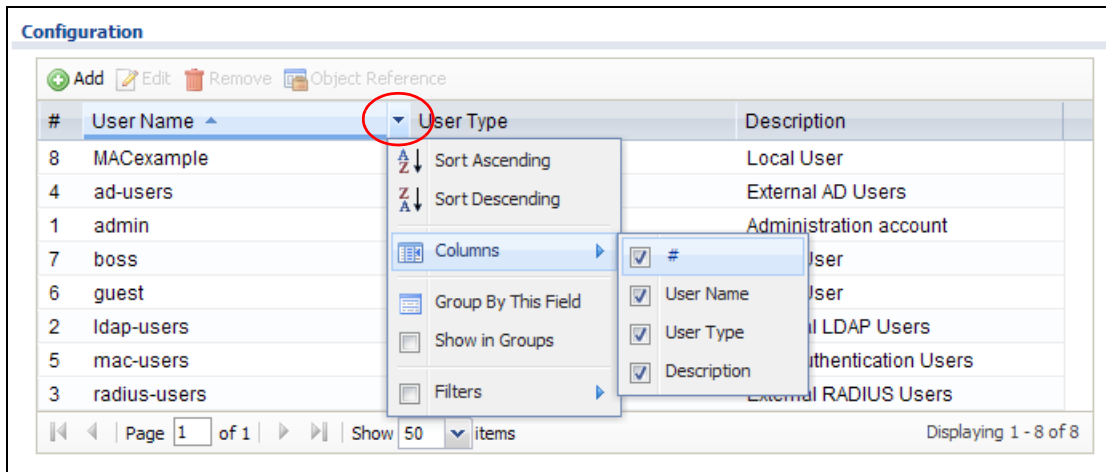 Configuration
Add Edit Remove Object Reference
# User Name User Type Description
8 MACexample Local User
4 ad-users External AD Users
1 admin Administration account
7 boss User
6 guest User
2 ldap-users LDAP Users
5 mac-users Users
3 radius-users RADIUS Users
Sort Ascending
Sort Descending
Columns
Group By This Field
Show in Groups
Filters
#
User Name
User Type
Description
Page 1 of 1 Show 50 items Displaying 1 - 8 of 8